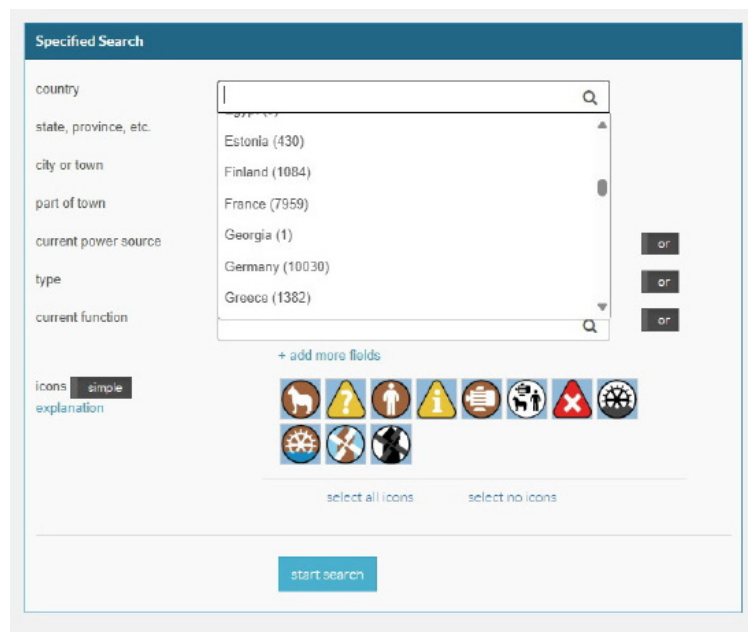 Specified Search
country
state, province, etc.
Estonia (430)
city or town
Finland (1084)
part of town
France (7959)
current power source
Georgia (1)
or
type
Germany (10030)
or
current function
Greece (1382)
or
+ add more fields
icons simple
explanation
select all icons
select no icons
start search